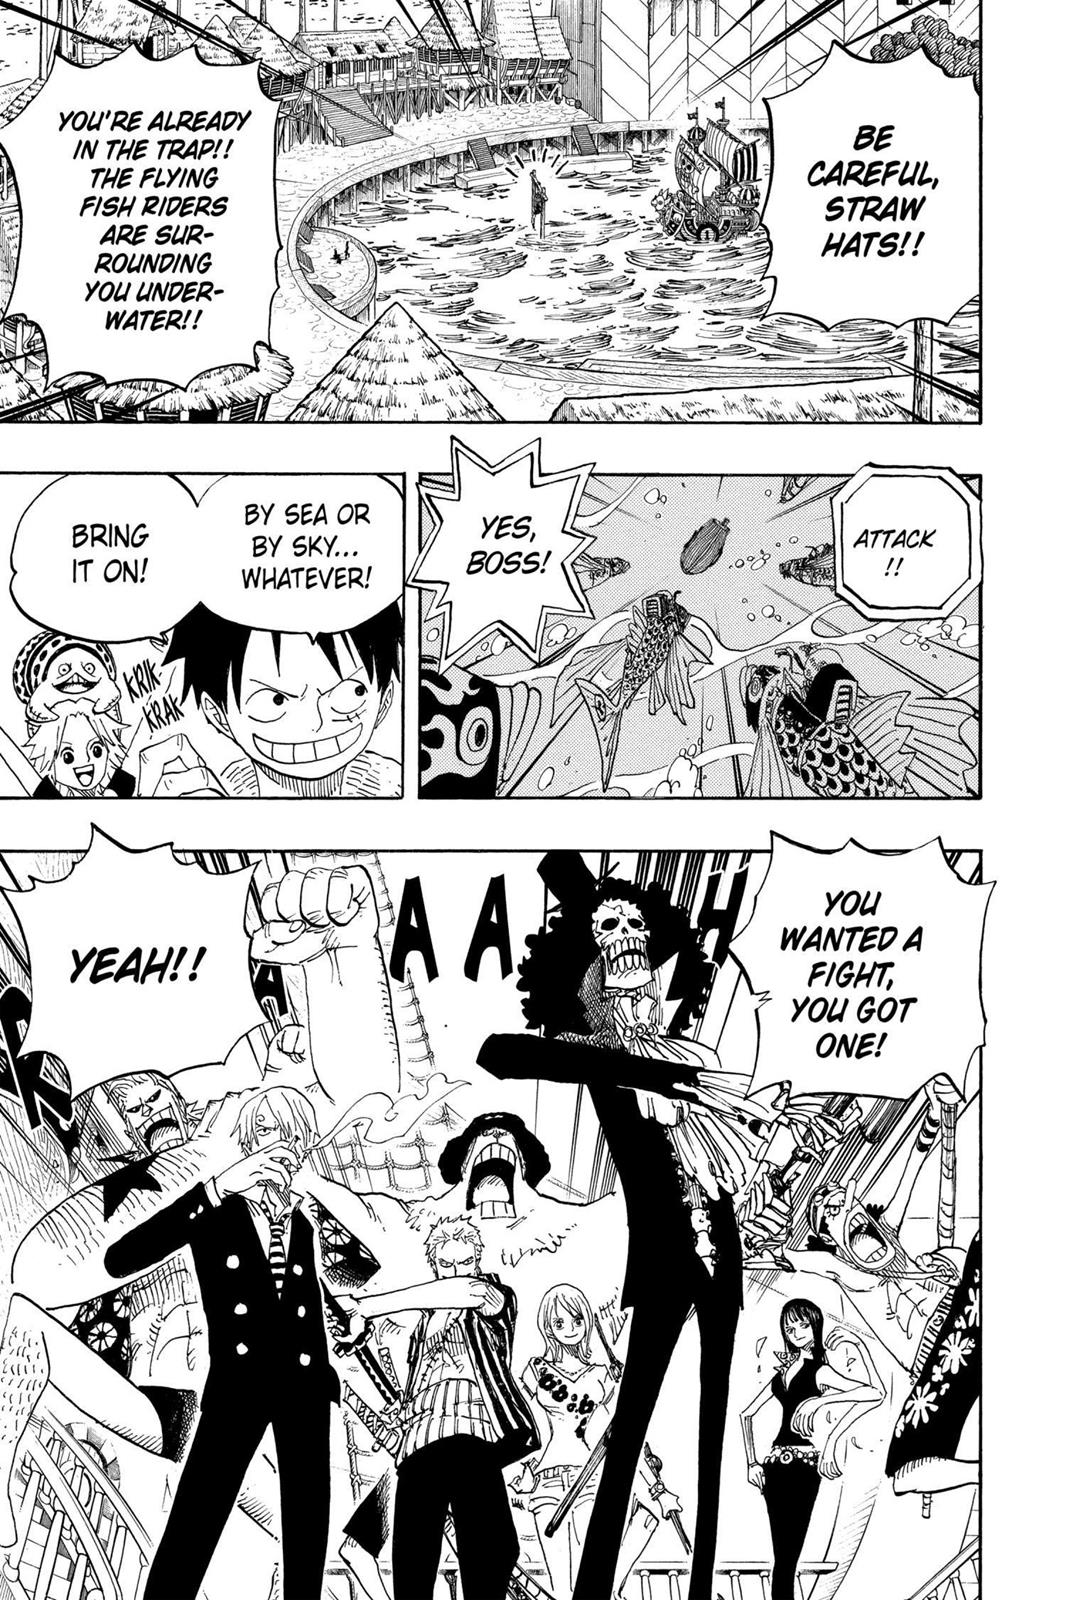 BE
CAREFUL,
STRAW
HATS!!
YOU'RE ALREADY
IN THE TRAP!!
THE FLYING
FISH RIDERS
ARE SUR-
ROUNDING
YOU UNDER-
WATER!!
ATTACK
!!
YES,
BOSS!
BY SEA OR
BY SKY...
WHATEVER!
BRING
IT ON!
KRIK-
KRAK
YOU
WANTED A
FIGHT,
YOU GOT
ONE!
YEAH!!